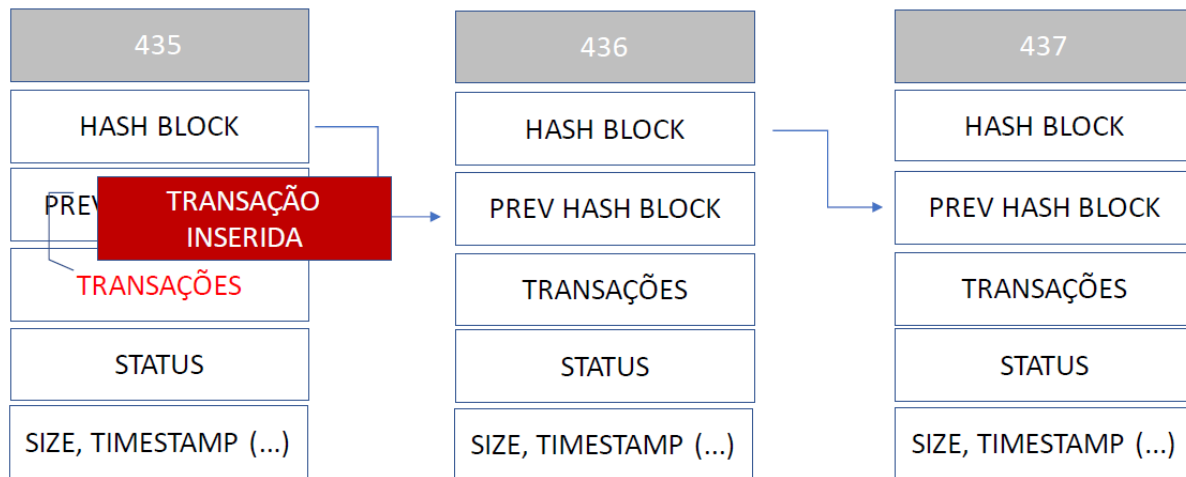 435
HASH BLOCK
PREV
TRANSAÇÃO
INSERIDA
TRANSAÇÕES
STATUS
SIZE, TIMESTAMP (...)
436
HASH BLOCK
PREV HASH BLOCK
TRANSAÇÕES
STATUS
SIZE, TIMESTAMP (...)
437
HASH BLOCK
PREV HASH BLOCK
TRANSAÇÕES
STATUS
SIZE, TIMESTAMP (...)